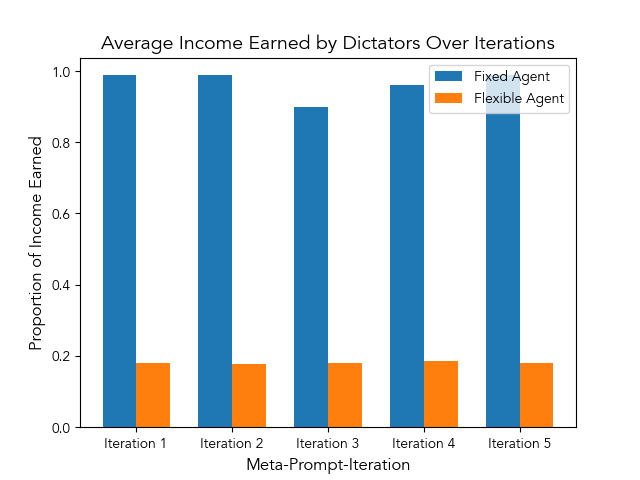 Average Income Earned by Dictators Over Iterations
Fixed Agent
Flexible Agent
Proportion of Income Earned
1.0
0.8
0.6
0.4
0.2
0.0
Iteration 1 Iteration 2 Iteration 3 Iteration 4 Iteration 5
Meta-Prompt-Iteration